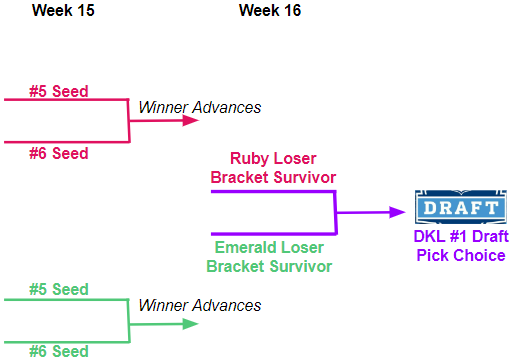 Week 15
Week 16
#5 Seed
Winner Advances
#6 Seed
Ruby Loser
Bracket Survivor
DRAFT
DKL #1 Draft
Pick Choice
Emerald Loser
Bracket Survivor
#5 Seed
Winner Advances
#6 Seed